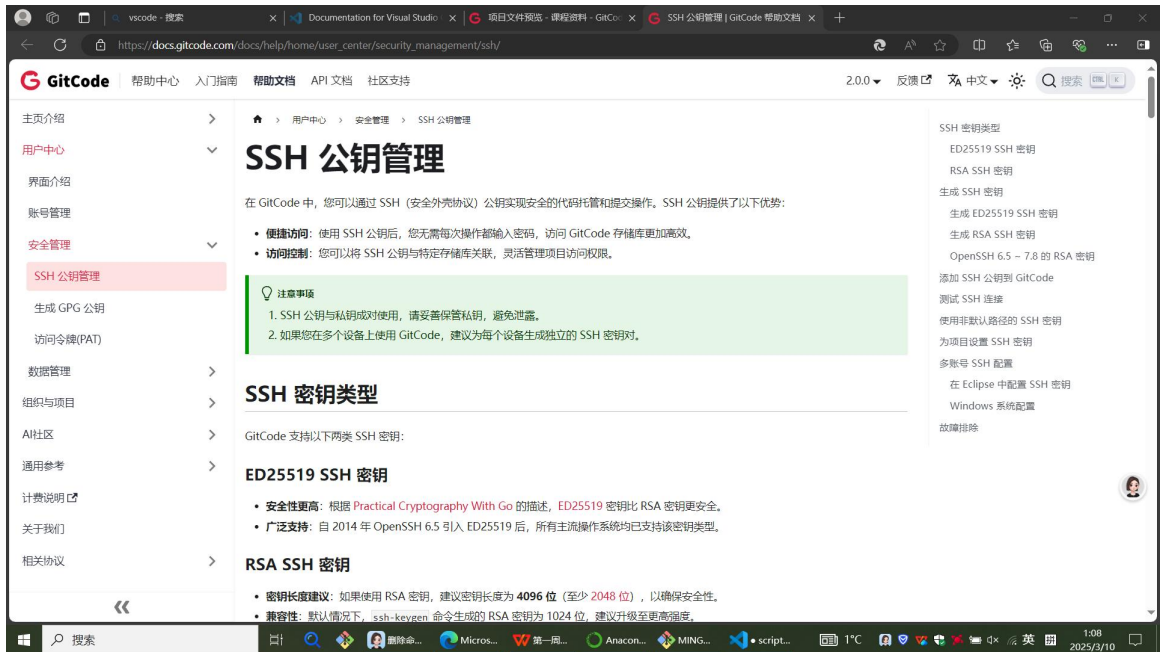 vscode - 搜索
Documentation for Visual Studio
项目文件预览 - 课程资料 - GitCo
SSH 公钥管理 | GitCode 帮助文档
https://docs.gitcode.com/docs/help/home/user_center/security_management/ssh/
GitCode 帮助中心 入门指南 帮助文档 API 文档 社区支持 2.0.0 反馈 中文 搜索 CTRL K
主页介绍
用户中心
界面介绍
账号管理
安全管理
SSH 公钥管理
生成 GPG 公钥
访问令牌(PAT)
数据管理
组织与项目
AI社区
通用参考
计费说明
关于我们
相关协议
用户中心 > 安全管理 > SSH 公钥管理
SSH 公钥管理
在 GitCode 中，您可以通过 SSH（安全外壳协议）公钥实现安全的代码托管和提交操作。SSH 公钥提供了以下优势：
• 便捷访问：使用 SSH 公钥后，您无需每次操作都输入密码，访问 GitCode 存储库更加高效。
• 访问控制：您可以将 SSH 公钥与特定存储库关联，灵活管理项目访问权限。
注意事项
1. SSH 公钥与私钥成对使用，请妥善保管私钥，避免泄露。
2. 如果您在多个设备上使用 GitCode，建议为每个设备生成独立的 SSH 密钥对。
SSH 密钥类型
GitCode 支持以下两类 SSH 密钥：
ED25519 SSH 密钥
• 安全性更高：根据 Practical Cryptography With Go 的描述，ED25519 密钥比 RSA 密钥更安全。
• 广泛支持：自 2014 年 OpenSSH 6.5 引入 ED25519 后，所有主流操作系统均已支持该密钥类型。
RSA SSH 密钥
• 密钥长度建议：如果使用 RSA 密钥，建议密钥长度为 4096 位（至少 2048 位），以确保安全性。
• 兼容性：默认情况下，ssh-keygen 命令生成的 RSA 密钥为 1024 位，建议升级至更高强度。
SSH 密钥类型
ED25519 SSH 密钥
RSA SSH 密钥
生成 SSH 密钥
生成 ED25519 SSH 密钥
生成 RSA SSH 密钥
OpenSSH 6.5 – 7.8 的 RSA 密钥
添加 SSH 公钥到 GitCode
测试 SSH 连接
使用非默认路径的 SSH 密钥
为项目设置 SSH 密钥
多账号 SSH 配置
在 Eclipse 中配置 SSH 密钥
Windows 系统配置
故障排除
搜索 删除命... Micros... 第一周... Anacon... MING... • script... 1°C 英 1:08
2025/3/10